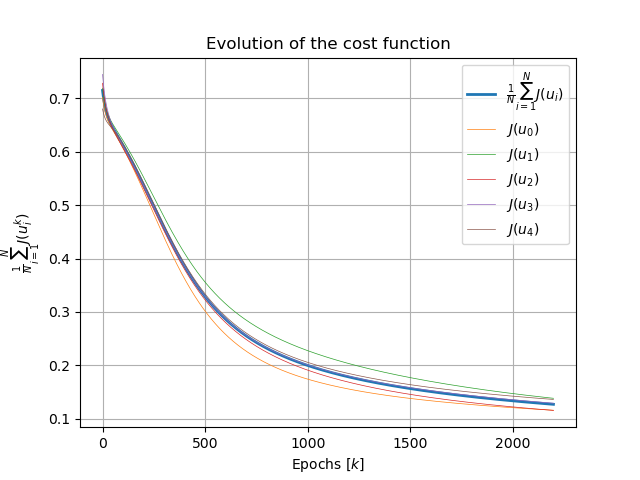 Evolution of the cost function
0.7
0.6
0.5
0.4
0.3
0.2
0.1
0
500
1000
1500
2000
Epochs [k]
1/N ∑_{i=1}^{N} J(u_i^k)
1/N ∑_{i=1}^{N} J(u_i)
J(u_0)
J(u_1)
J(u_2)
J(u_3)
J(u_4)